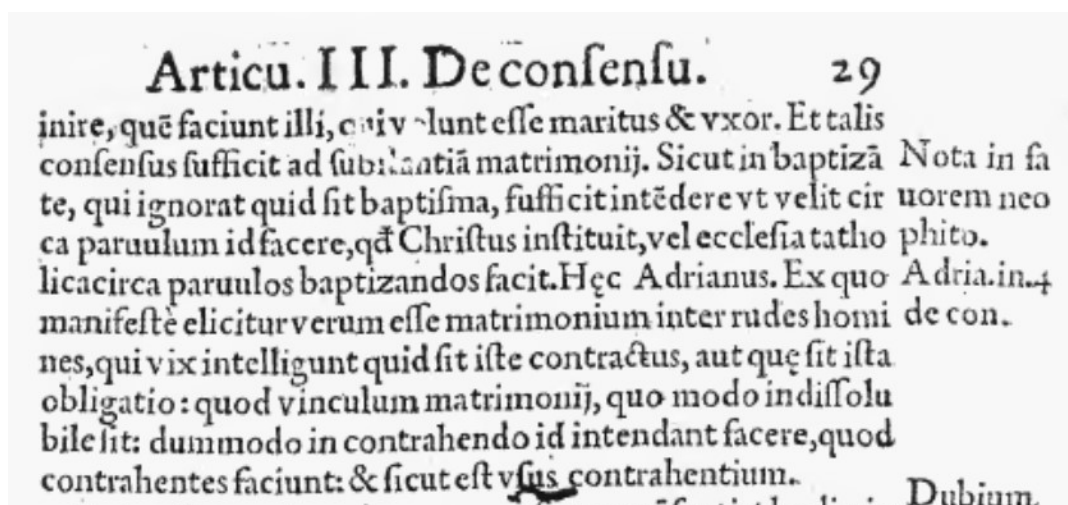 Articu. III. De conſenſu. 29
inire, quē faciunt illi, eſſe maritus & vxor. Et talis
conſenſus ſufficit ad matrimonij. Sicut in baptizā
te, qui ignorat quid ſit baptiſma, ſufficit intēdere vt velit cir
ca paruulum id facere, qđ Chriſtus inſtituit, vel eccleſia tatho
lica circa paruulos baptizandos facit. Hęc Adrianus. Ex quo
manifeſtè elicitur verum eſſe matrimonium inter rudes homi
nes, qui vix intelligunt quid ſit iſte contractus, aut quę ſit iſta
obligatio: quod vinculum matrimonij, quo modo indiſſolu
bile ſit: dummodo in contrahendo id intendant facere, quod
contrahentes faciunt: & ſicut eſt vſus contrahentium.
Nota in fa
uorem neo
phito.
Adria. in. 4
de con.
Dubium.